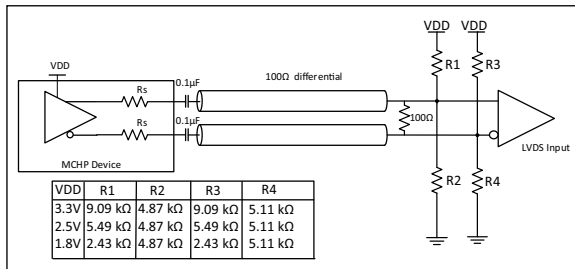 VDD
Rs
0.1µF
100Ω differential
Rs
0.1µF
MCHP Device
VDD
VDD
R1
R3
100Ω
R2
R4
LVDS Input
VDD R1 R2 R3 R4
3.3V 9.09 kΩ 4.87 kΩ 9.09 kΩ 5.11 kΩ
2.5V 5.49 kΩ 4.87 kΩ 5.49 kΩ 5.11 kΩ
1.8V 2.43 kΩ 4.87 kΩ 2.43 kΩ 5.11 kΩ